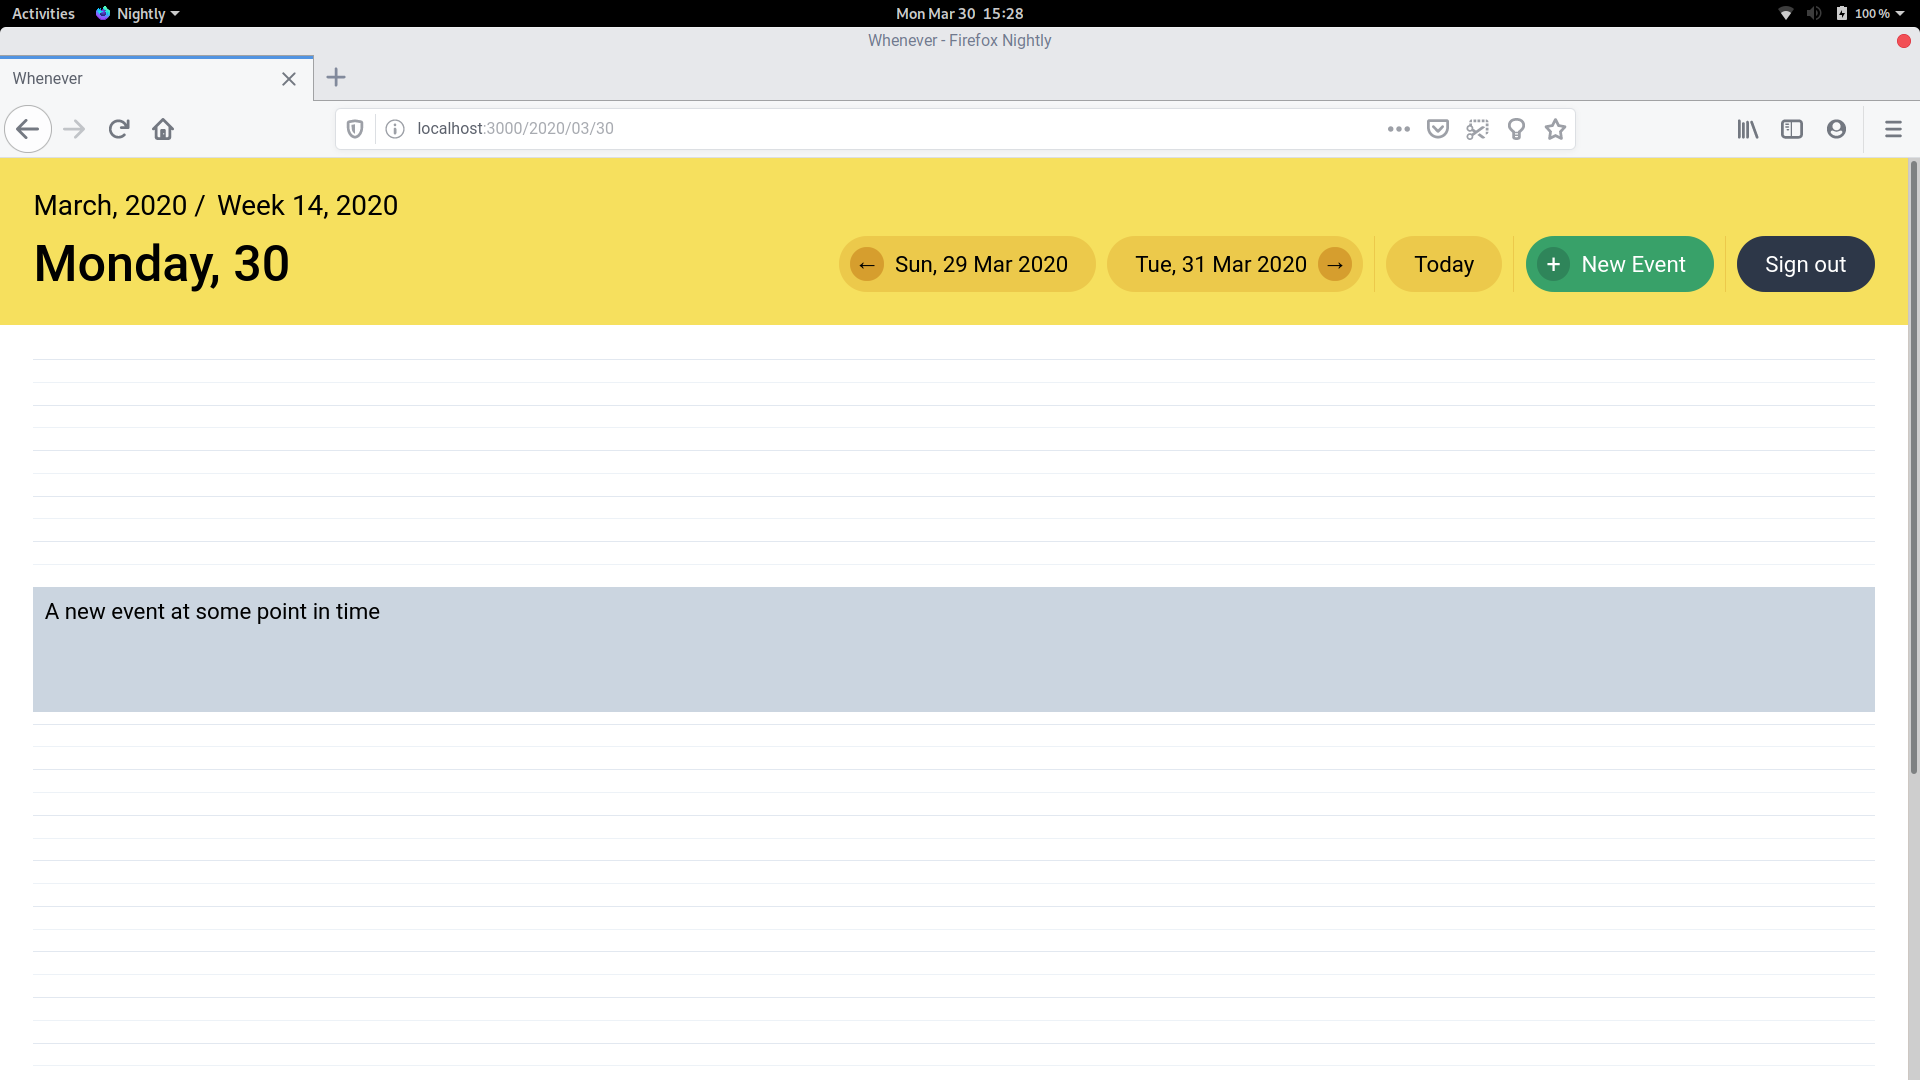 Activities Nightly Mon Mar 30 15:28 100 %
Whenever - Firefox Nightly
Whenever
localhost:3000/2020/03/30
March, 2020 / Week 14, 2020
Monday, 30
← Sun, 29 Mar 2020 Tue, 31 Mar 2020 → Today + New Event Sign out
A new event at some point in time